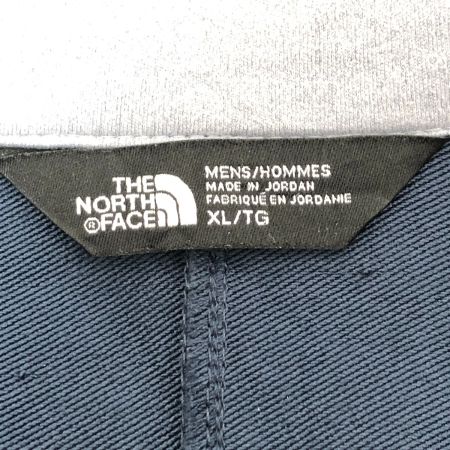 THE
NORTH
®FACE
MENS/HOMMES
MADE IN JORDAN
FABRIQUÉ EN JORDANIE
XL/TG